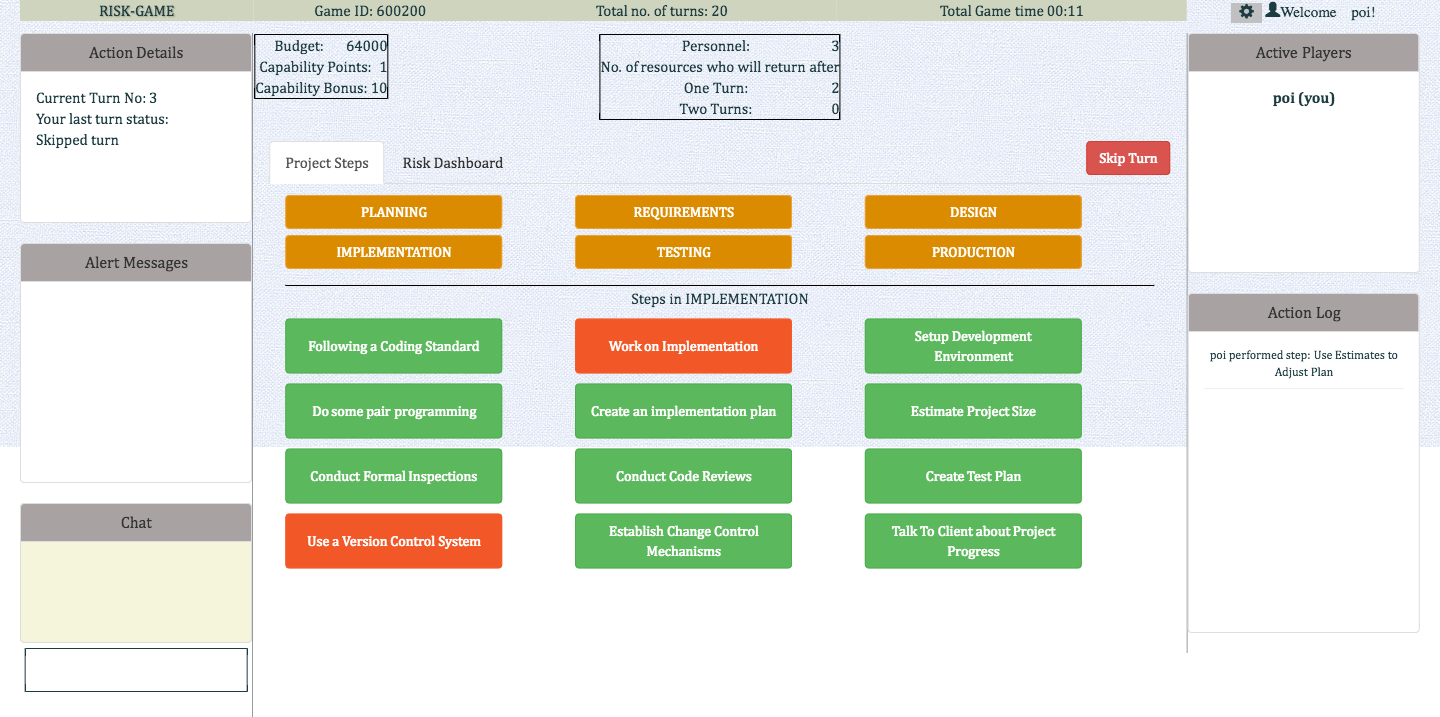 RISK-GAME
Game ID: 600200
Total no. of turns: 20
Total Game time 00:11
Welcome poi!
Action Details
Current Turn No: 3
Your last turn status:
Skipped turn
Alert Messages
Chat
Budget: 64000
Capability Points: 1
Capability Bonus: 10
Personnel: 3
No. of resources who will return after
One Turn: 2
Two Turns: 0
Project Steps
Risk Dashboard
Skip Turn
PLANNING
REQUIREMENTS
DESIGN
IMPLEMENTATION
TESTING
PRODUCTION
Steps in IMPLEMENTATION
Following a Coding Standard
Work on Implementation
Setup Development
Environment
Do some pair programming
Create an implementation plan
Estimate Project Size
Conduct Formal Inspections
Conduct Code Reviews
Create Test Plan
Use a Version Control System
Establish Change Control
Mechanisms
Talk To Client about Project
Progress
Active Players
poi (you)
Action Log
poi performed step: Use Estimates to
Adjust Plan